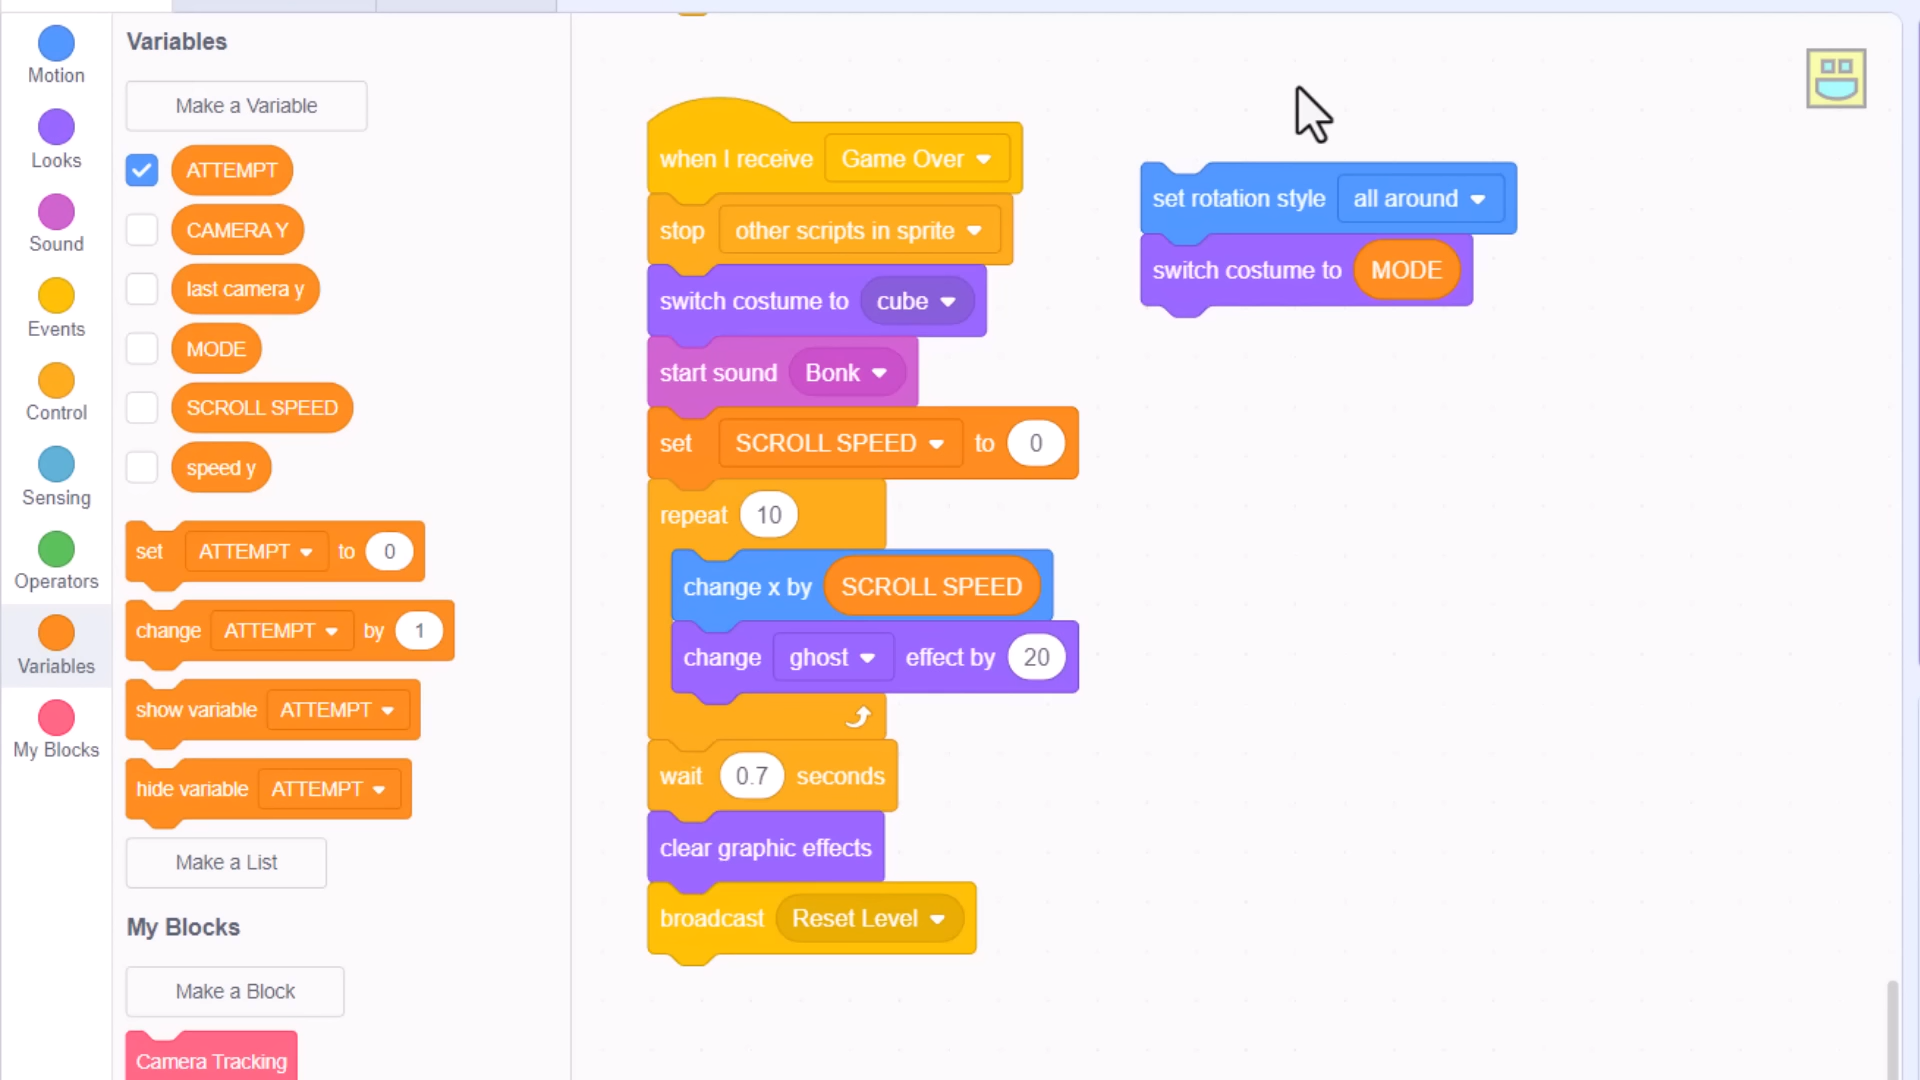 Motion
Looks
Sound
Events
Control
Sensing
Operators
Variables
My Blocks
Variables
Make a Variable
ATTEMPT
CAMERA Y
last camera y
MODE
SCROLL SPEED
speed y
set ATTEMPT to 0
change ATTEMPT by 1
show variable ATTEMPT
hide variable ATTEMPT
Make a List
My Blocks
Make a Block
Camera Tracking
when I receive Game Over
stop other scripts in sprite
switch costume to cube
start sound Bonk
set SCROLL SPEED to 0
repeat 10
change x by SCROLL SPEED
change ghost effect by 20
wait 0.7 seconds
clear graphic effects
broadcast Reset Level
set rotation style all around
switch costume to MODE